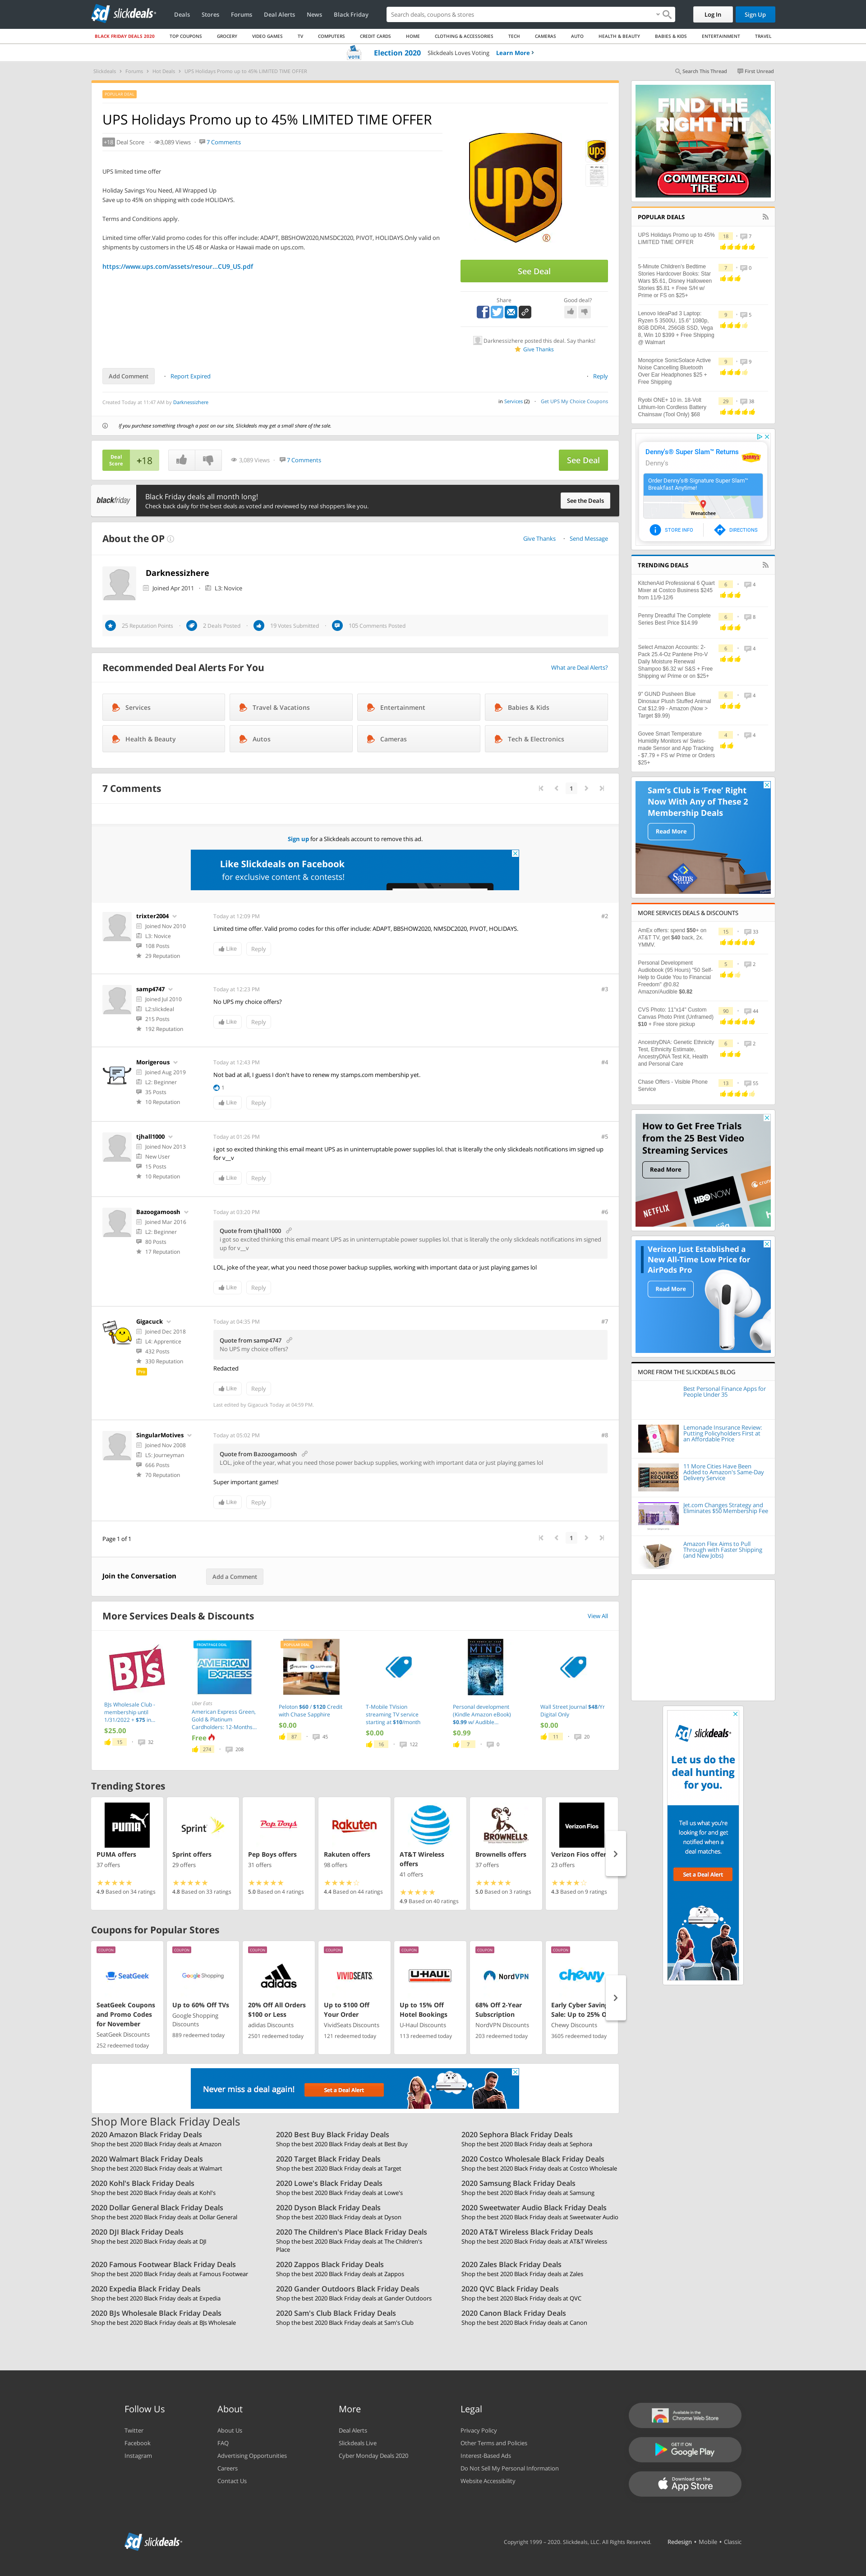 slickdeals
Deals Stores Forums Deal Alerts News Black Friday
Search deals, coupons & stores
Log In Sign Up
BLACK FRIDAY DEALS 2020 TOP COUPONS GROCERY VIDEO GAMES TV COMPUTERS CREDIT CARDS HOME CLOTHING & ACCESSORIES TECH CAMERAS AUTO HEALTH & BEAUTY BABIES & KIDS ENTERTAINMENT TRAVEL
VOTE Election 2020 Slickdeals Loves Voting Learn More
Slickdeals Forums Hot Deals UPS Holidays Promo up to 45% LIMITED TIME OFFER
Search This Thread First Unread
POPULAR DEAL
UPS Holidays Promo up to 45% LIMITED TIME OFFER
+18 Deal Score 3,089 Views 7 Comments
UPS limited time offer
Holiday Savings You Need, All Wrapped Up
Save up to 45% on shipping with code HOLIDAYS.
Terms and Conditions apply.
Limited time offer.Valid promo codes for this offer include: ADAPT, BBSHOW2020,NMSDC2020, PIVOT, HOLIDAYS.Only valid on
shipments by customers in the US 48 or Alaska or Hawaii made on ups.com.
https://www.ups.com/assets/resour...CU9_US.pdf
ups
See Deal
Share Good deal?
Darknessizhere posted this deal. Say thanks!
Give Thanks
Add Comment Report Expired Reply
Created Today at 11:47 AM by Darknessizhere
in Services (2) Get UPS My Choice Coupons
If you purchase something through a post on our site, Slickdeals may get a small share of the sale.
Deal Score +18 3,089 Views 7 Comments See Deal
blackfriday
Black Friday deals all month long!
Check back daily for the best deals as voted and reviewed by real shoppers like you.
See the Deals
About the OP Give Thanks Send Message
Darknessizhere
Joined Apr 2011 L3: Novice
25 Reputation Points 2 Deals Posted 19 Votes Submitted 105 Comments Posted
Recommended Deal Alerts For You What are Deal Alerts?
Services Travel & Vacations Entertainment Babies & Kids
Health & Beauty Autos Cameras Tech & Electronics
7 Comments 1
Sign up for a Slickdeals account to remove this ad.
Like Slickdeals on Facebook
for exclusive content & contests!
trixter2004
Joined Nov 2010
L3: Novice
108 Posts
29 Reputation
Today at 12:09 PM #2
Limited time offer. Valid promo codes for this offer include: ADAPT, BBSHOW2020, NMSDC2020, PIVOT, HOLIDAYS.
Like Reply
samp4747
Joined Jul 2010
L2:slickdeal
215 Posts
192 Reputation
Today at 12:23 PM #3
No UPS my choice offers?
Like Reply
Morigerous
Joined Aug 2019
L2: Beginner
35 Posts
10 Reputation
Today at 12:43 PM #4
Not bad at all, I guess I don't have to renew my stamps.com membership yet.
1
Like Reply
tjhall1000
Joined Nov 2013
New User
15 Posts
10 Reputation
Today at 01:26 PM #5
i got so excited thinking this email meant UPS as in uninterruptable power supplies lol. that is literally the only slickdeals notifications im signed up
for v__v
Like Reply
Bazoogamoosh
Joined Mar 2016
L2: Beginner
80 Posts
17 Reputation
Today at 03:20 PM #6
Quote from tjhall1000
i got so excited thinking this email meant UPS as in uninterruptable power supplies lol. that is literally the only slickdeals notifications im signed
up for v__v
LOL, joke of the year, what you need those power backup supplies, working with important data or just playing games lol
Like Reply
Gigacuck
Joined Dec 2018
L4: Apprentice
432 Posts
330 Reputation
Pro
Today at 04:35 PM #7
Quote from samp4747
No UPS my choice offers?
Redacted
Like Reply
Last edited by Gigacuck Today at 04:59 PM
SingularMotives
Joined Nov 2008
L5: Journeyman
666 Posts
70 Reputation
Today at 05:02 PM #8
Quote from Bazoogamoosh
LOL, joke of the year, what you need those power backup supplies, working with important data or just playing games lol
Super important games!
Like Reply
Page 1 of 1 1
Join the Conversation Add a Comment
More Services Deals & Discounts View All
BJ's
BJs Wholesale Club -
membership until
1/31/2022 + $75 in...
$25.00
15 32
FRONTPAGE DEAL
AMERICAN EXPRESS
Uber Eats
American Express Green,
Gold & Platinum
Cardholders: 12-Months...
Free
274 208
POPULAR DEAL
Peloton $60 / $120 Credit
with Chase Sapphire
$0.00
87 45
T-Mobile TVision
streaming TV service
starting at $10/month
$0.00
16 122
MIND
Personal development
(Kindle Amazon eBook)
$0.99 w/ Audible...
$0.99
7 0
Wall Street Journal $48/Yr
Digital Only
$0.00
11 20
Trending Stores
PUMA
PUMA offers
37 offers
4.9 Based on 34 ratings
Sprint
Sprint offers
29 offers
4.8 Based on 33 ratings
Pep Boys
Pep Boys offers
31 offers
5.0 Based on 4 ratings
Rakuten
Rakuten offers
98 offers
4.4 Based on 44 ratings
AT&T Wireless
offers
41 offers
4.9 Based on 40 ratings
BROWNELLS
Brownells offers
37 offers
5.0 Based on 3 ratings
Verizon Fios
Verizon Fios offer
23 offers
4.3 Based on 9 ratings
Coupons for Popular Stores
COUPON
SeatGeek
SeatGeek Coupons
and Promo Codes
for November
SeatGeek Discounts
252 redeemed today
COUPON
Google Shopping
Up to 60% Off TVs
Google Shopping
Discounts
889 redeemed today
COUPON
adidas
20% Off All Orders
$100 or Less
adidas Discounts
2501 redeemed today
COUPON
VIVIDSEATS
Up to $100 Off
Your Order
VividSeats Discounts
121 redeemed today
COUPON
U-HAUL
Up to 15% Off
Hotel Bookings
U-Haul Discounts
113 redeemed today
COUPON
NordVPN
68% Off 2-Year
Subscription
NordVPN Discounts
203 redeemed today
COUPON
chewy
Early Cyber Saving
Sale: Up to 25% O
Chewy Discounts
3605 redeemed today
Never miss a deal again! Set a Deal Alert
Shop More Black Friday Deals
2020 Amazon Black Friday Deals
Shop the best 2020 Black Friday deals at Amazon
2020 Best Buy Black Friday Deals
Shop the best 2020 Black Friday deals at Best Buy
2020 Sephora Black Friday Deals
Shop the best 2020 Black Friday deals at Sephora
2020 Walmart Black Friday Deals
Shop the best 2020 Black Friday deals at Walmart
2020 Target Black Friday Deals
Shop the best 2020 Black Friday deals at Target
2020 Costco Wholesale Black Friday Deals
Shop the best 2020 Black Friday deals at Costco Wholesale
2020 Kohl's Black Friday Deals
Shop the best 2020 Black Friday deals at Kohl's
2020 Lowe's Black Friday Deals
Shop the best 2020 Black Friday deals at Lowe's
2020 Samsung Black Friday Deals
Shop the best 2020 Black Friday deals at Samsung
2020 Dollar General Black Friday Deals
Shop the best 2020 Black Friday deals at Dollar General
2020 Dyson Black Friday Deals
Shop the best 2020 Black Friday deals at Dyson
2020 Sweetwater Audio Black Friday Deals
Shop the best 2020 Black Friday deals at Sweetwater Audio
2020 DJI Black Friday Deals
Shop the best 2020 Black Friday deals at DJI
2020 The Children's Place Black Friday Deals
Shop the best 2020 Black Friday deals at The Children's
Place
2020 AT&T Wireless Black Friday Deals
Shop the best 2020 Black Friday deals at AT&T Wireless
2020 Famous Footwear Black Friday Deals
Shop the best 2020 Black Friday deals at Famous Footwear
2020 Zappos Black Friday Deals
Shop the best 2020 Black Friday deals at Zappos
2020 Zales Black Friday Deals
Shop the best 2020 Black Friday deals at Zales
2020 Expedia Black Friday Deals
Shop the best 2020 Black Friday deals at Expedia
2020 Gander Outdoors Black Friday Deals
Shop the best 2020 Black Friday deals at Gander Outdoors
2020 QVC Black Friday Deals
Shop the best 2020 Black Friday deals at QVC
2020 BJs Wholesale Black Friday Deals
Shop the best 2020 Black Friday deals at BJs Wholesale
2020 Sam's Club Black Friday Deals
Shop the best 2020 Black Friday deals at Sam's Club
2020 Canon Black Friday Deals
Shop the best 2020 Black Friday deals at Canon
FIND THE
RIGHT FIT
COMMERCIAL
TIRE
POPULAR DEALS
UPS Holidays Promo up to 45%
LIMITED TIME OFFER
18 7
5-Minute Children's Bedtime
Stories Hardcover Books: Star
Wars $5.61, Disney Halloween
Stories $5.81 + Free S/H w/
Prime or FS on $25+
7 0
Lenovo IdeaPad 3 Laptop:
Ryzen 5 3500U, 15.6" 1080p,
8GB DDR4, 256GB SSD, Vega
8, Win 10 $399 + Free Shipping
@ Walmart
9 5
Monoprice SonicSolace Active
Noise Cancelling Bluetooth
Over Ear Headphones $25 +
Free Shipping
9 9
Ryobi ONE+ 10 in. 18-Volt
Lithium-Ion Cordless Battery
Chainsaw (Tool Only) $68
29 38
Denny's® Super Slam™ Returns
Denny's
Order Denny's® Signature Super Slam™
Breakfast Anytime!
Wenatchee
STORE INFO DIRECTIONS
TRENDING DEALS
KitchenAid Professional 6 Quart
Mixer at Costco Business $245
from 11/9-12/6
6 4
Penny Dreadful The Complete
Series Best Price $14.99
6 8
Select Amazon Accounts: 2-
Pack 25.4-Oz Pantene Pro-V
Daily Moisture Renewal
Shampoo $6.32 w/ S&S + Free
Shipping w/ Prime or on $25+
6 4
9" GUND Pusheen Blue
Dinosaur Plush Stuffed Animal
Cat $12.99 - Amazon (Now >
Target $9.99)
6 4
Govee Smart Temperature
Humidity Monitors w/ Swiss-
made Sensor and App Tracking
- $7.79 + FS w/ Prime or Orders
$25+
4 4
Sam's Club is 'Free' Right
Now With Any of These 2
Membership Deals
Read More
Sam's
MORE SERVICES DEALS & DISCOUNTS
AmEx offers: spend $50+ on
AT&T TV, get $40 back, 2x.
YMMV.
15 33
Personal Development
Audiobook (95 Hours) "50 Self-
Help to Guide You to Financial
Freedom" @0.82
Amazon/Audible $0.82
5 2
CVS Photo: 11"x14" Custom
Canvas Photo Print (Unframed)
$10 + Free store pickup
90 44
AncestryDNA: Genetic Ethnicity
Test, Ethnicity Estimate,
AncestryDNA Test Kit, Health
and Personal Care
6 2
Chase Offers - Visible Phone
Service
13 55
How to Get Free Trials
from the 25 Best Video
Streaming Services
Read More
NETFLIX HBO NOW
Verizon Just Established a
New All-Time Low Price for
AirPods Pro
Read More
MORE FROM THE SLICKDEALS BLOG
Best Personal Finance Apps for
People Under 35
Lemonade Insurance Review:
Putting Policyholders First at
an Affordable Price
11 More Cities Have Been
Added to Amazon's Same-Day
Delivery Service
Jet.com Changes Strategy and
Eliminates $50 Membership Fee
Amazon Flex Aims to Pull
Through with Faster Shipping
(and New Jobs)
slickdeals
Let us do the
deal hunting
for you.
Tell us what you're
looking for and get
notified when a
deal matches.
Set a Deal Alert
Follow Us
Twitter
Facebook
Instagram
About
About Us
FAQ
Advertising Opportunities
Careers
Contact Us
More
Deal Alerts
Slickdeals Live
Cyber Monday Deals 2020
Legal
Privacy Policy
Other Terms and Policies
Interest-Based Ads
Do Not Sell My Personal Information
Website Accessibility
Available in the
Chrome Web Store
GET IT ON
Google Play
Download on the
App Store
slickdeals
Copyright 1999 – 2020. Slickdeals, LLC. All Rights Reserved. Redesign • Mobile • Classic